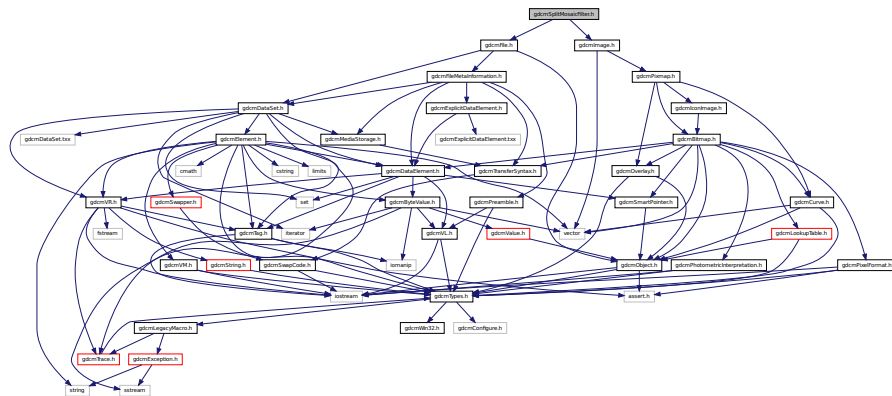 gdcmSplitMosaicFilter.h
gdcmFile.h
gdcmImage.h
gdcmFileMetaInformation.h
gdcmPixmap.h
gdcmDataSet.h
gdcmExplicitDataElement.h
gdcmIconImage.h
gdcmDataSet.txx
gdcmElement.h
gdcmMediaStorage.h
gdcmExplicitDataElement.txx
gdcmBitmap.h
cmath
cstring
limits
gdcmDataElement.h
gdcmTransferSyntax.h
gdcmOverlay.h
gdcmVR.h
gdcmSwapper.h
set
gdcmByteValue.h
gdcmPreamble.h
gdcmSmartPointer.h
gdcmCurve.h
fstream
gdcmTag.h
iterator
gdcmVL.h
gdcmValue.h
vector
gdcmLookupTable.h
gdcmVM.h
gdcmString.h
gdcmSwapCode.h
iomanip
gdcmObject.h
gdcmPhotometricInterpretation.h
gdcmPixelFormat.h
iostream
gdcmTypes.h
assert.h
gdcmLegacyMacro.h
gdcmWin32.h
gdcmConfigure.h
gdcmTrace.h
gdcmException.h
string
sstream